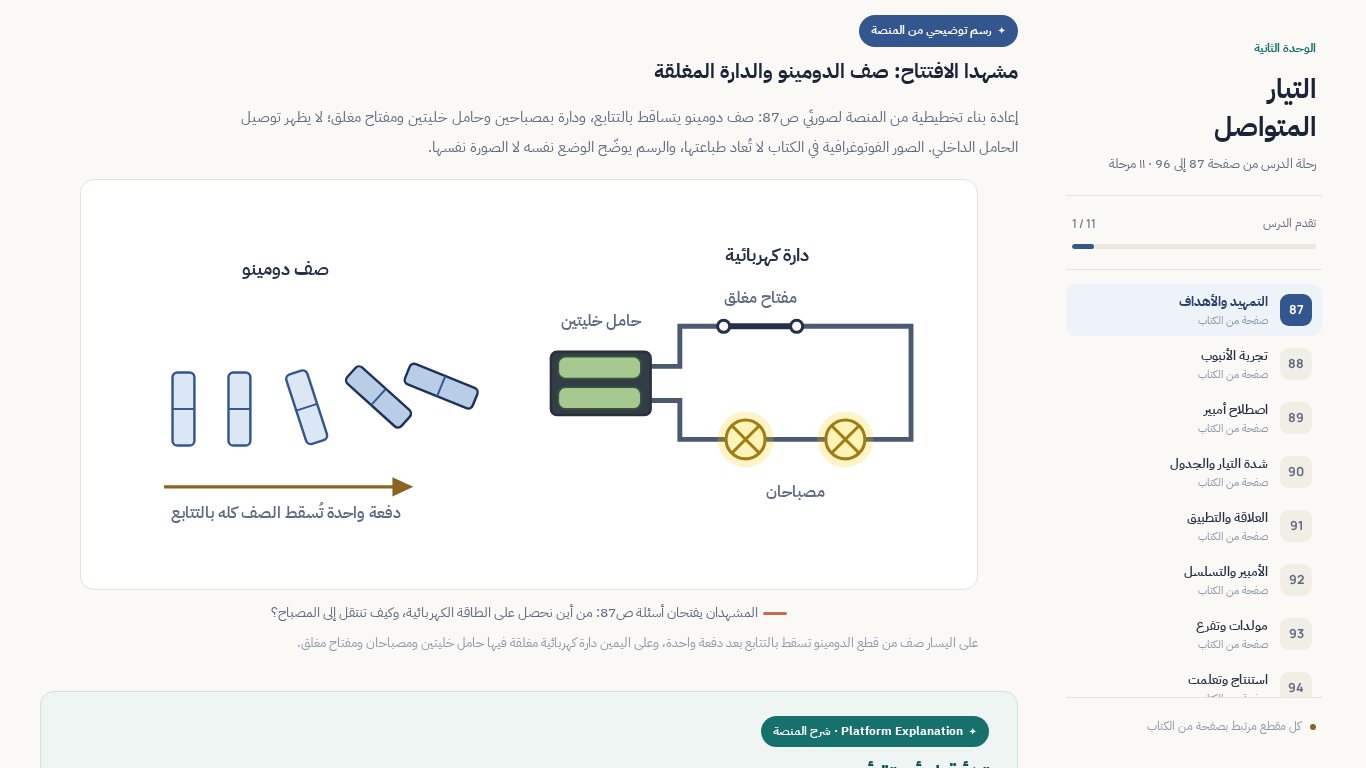 الوحدة الثانية
التيار
المتواصل
رحلة الدرس من صفحة 87 إلى 96 · ١١ مرحلة
تقدم الدرس
1 / 11
87
التمهيد والأهداف
صفحة من الكتاب
88
تجربة الأنبوب
صفحة من الكتاب
89
اصطلاح أمبير
صفحة من الكتاب
90
شدة التيار والجدول
صفحة من الكتاب
91
العلاقة والتطبيق
صفحة من الكتاب
92
الأمبير والتسلسل
صفحة من الكتاب
93
مولدات وتفرع
صفحة من الكتاب
94
استنتاج وتعلمت
كل مقطع مرتبط بصفحة من الكتاب
✦ رسم توضيحي من المنصة
مشهدا الافتتاح: صف الدومينو والدارة المغلقة
إعادة بناء تخطيطية من المنصة لصورتَي ص87: صف دومينو يتساقط بالتتابع، ودارة بمصباحين وحامل خليتين ومفتاح مغلق؛ لا يظهر توصيل
الحامل الداخلي. الصور الفوتوغرافية في الكتاب لا تُعاد طباعتها، والرسم يوضّح الوضع نفسه لا الصورة نفسها.
دارة كهربائية
مفتاح مغلق
حامل خليتين
مصباحان
صف دومينو
دفعة واحدة تُسقط الصف كله بالتتابع
المشهدان يفتحان أسئلة ص87: من أين نحصل على الطاقة الكهربائية، وكيف تنتقل إلى المصباح؟
على اليسار صف من قطع الدومينو تسقط بالتتابع بعد دفعة واحدة، وعلى اليمين دارة كهربائية مغلقة فيها حامل خليتين ومصباحان ومفتاح مغلق.
✦ Platform Explanation · شرح المنصة